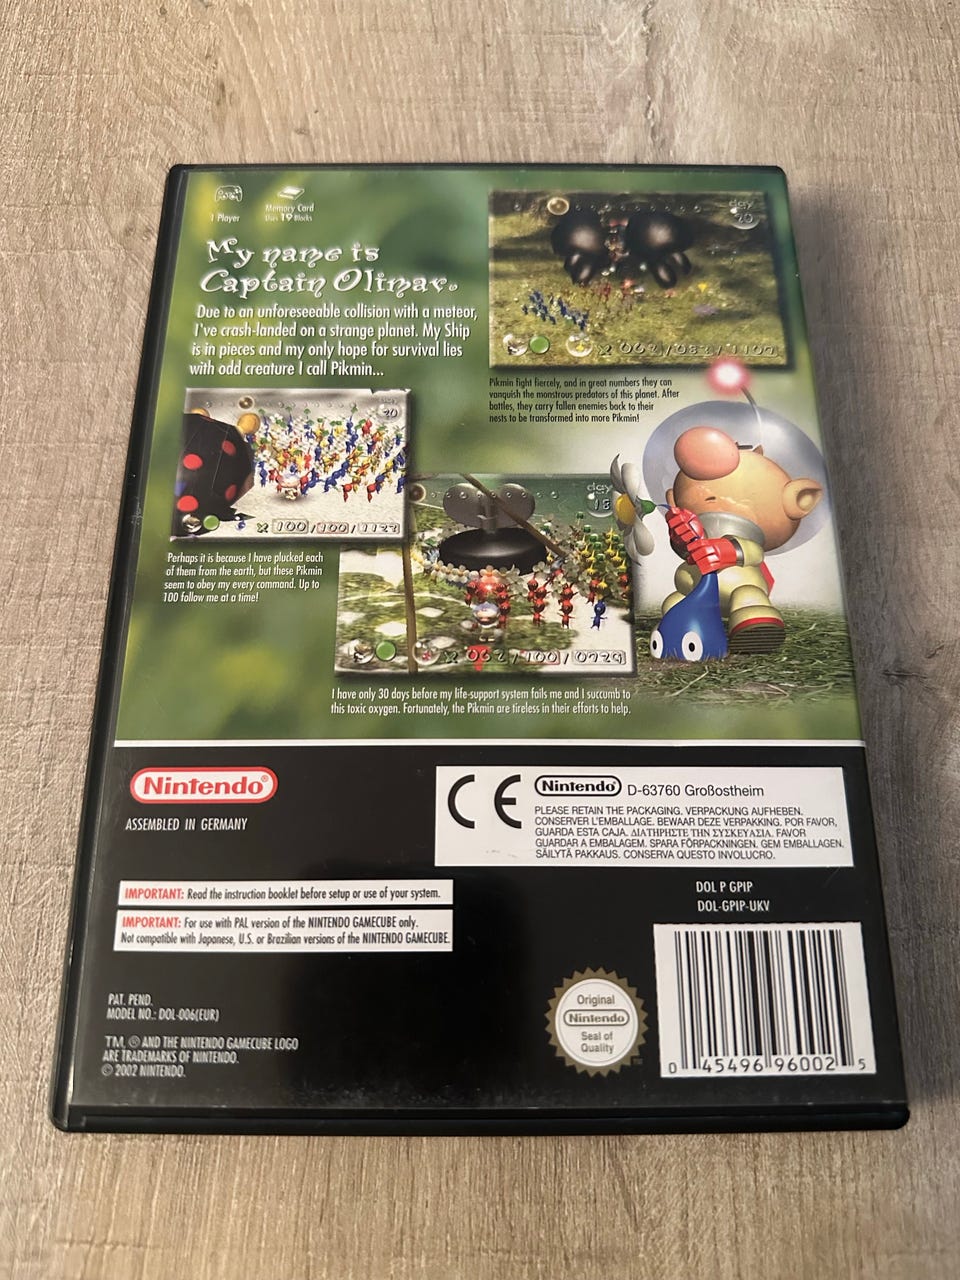 1 Player
Memory Card
Uses 19 Blocks
My name is
Captain Olimar.
Due to an unforeseeable collision with a meteor,
I've crash-landed on a strange planet. My Ship
is in pieces and my only hope for survival lies
with odd creature I call Pikmin...
day
20
Pikmin fight fiercely, and in great numbers they can
vanquish the monstrous predators of this planet. After
battles, they carry fallen enemies back to their
nests to be transformed into more Pikmin!
20
x 100/100/1127
Perhaps it is because I have plucked each
of them from the earth, but these Pikmin
seem to obey my every command. Up to
100 follow me at a time!
day
18
x 062/100/0729
I have only 30 days before my life-support system fails me and I succumb to
this toxic oxygen. Fortunately, the Pikmin are tireless in their efforts to help.
Nintendo®
ASSEMBLED IN GERMANY
CE Nintendo® D-63760 Großostheim
PLEASE RETAIN THE PACKAGING. VERPACKUNG AUFHEBEN.
CONSERVER L'EMBALLAGE. BEWAAR DEZE VERPAKKING. POR FAVOR,
GUARDA ESTA CAJA. ΔΙΑΤΗΡΗΣΤΕ ΤΗΝ ΣΥΣΚΕΥΑΣΙΑ. FAVOR
GUARDAR A EMBALAGEM. SPARA FÖRPACKNINGEN. GEM EMBALLAGEN.
SÄILYTÄ PAKKAUS. CONSERVA QUESTO INVOLUCRO.
IMPORTANT: Read the instruction booklet before setup or use of your system.
IMPORTANT: For use with PAL version of the NINTENDO GAMECUBE only.
Not compatible with Japanese, U.S. or Brazilian versions of the NINTENDO GAMECUBE.
DOL P GPIP
DOL-GPIP-UKV
PAT. PEND.
MODEL NO.: DOL-006(EUR)
TM, ® AND THE NINTENDO GAMECUBE LOGO
ARE TRADEMARKS OF NINTENDO.
© 2002 NINTENDO.
Original
Nintendo
Seal of
Quality
TM
0 45496 96002 5